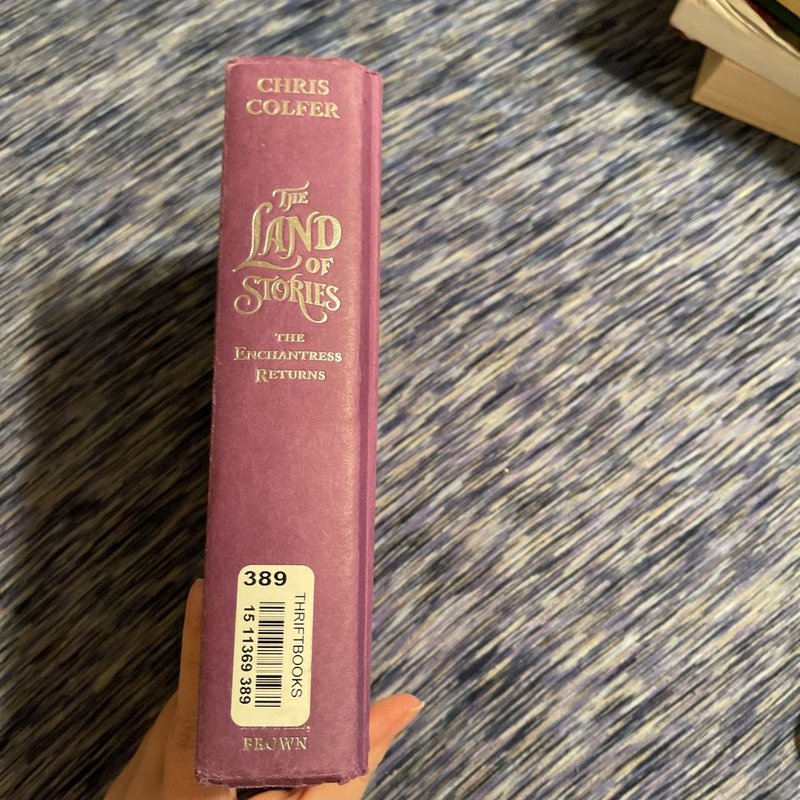 CHRIS
COLFER
THE
LAND
OF
STORIES
THE
ENCHANTRESS
RETURNS
389
THRIFTBOOKS
15 11369 389
BROWN